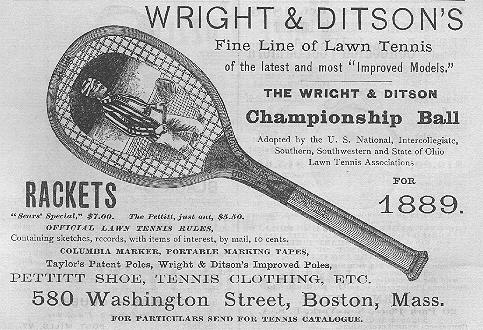 WRIGHT & DITSON'S
Fine Line of Lawn Tennis
of the latest and most "Improved Models."
THE WRIGHT & DITSON
Championship Ball
Adopted by the U. S. National, Intercollegiate,
Southern, Southwestern and State of Ohio
Lawn Tennis Associations
FOR
1889.
RACKETS
"Sears' Special," $7.00. The Pettitt, just out, $5.50.
OFFICIAL LAWN TENNIS RULES,
Containing sketches, records, with items of interest, by mail, 10 cents.
COLUMBIA MARKER, PORTABLE MARKING TAPES,
Taylor's Patent Poles, Wright & Ditson's Improved Poles,
PETTITT SHOE, TENNIS CLOTHING, ETC.
580 Washington Street, Boston, Mass.
FOR PARTICULARS SEND FOR TENNIS CATALOGUE.